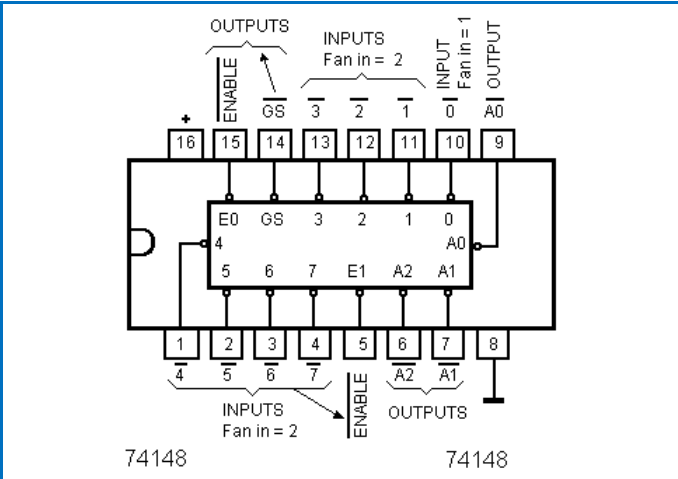 OUTPUTS
INPUTS
Fan in = 2
INPUT
Fan in = 1
OUTPUT
ENABLE
GS 3 2 1 0 A0
+
16 15 14 13 12 11 10 9
E0 GS 3 2 1 0
4 A0
5 6 7 E1 A2 A1
1 2 3 4 5 6 7 8
4 5 6 7 A2 A1
ENABLE
INPUTS
Fan in = 2
OUTPUTS
74148 74148